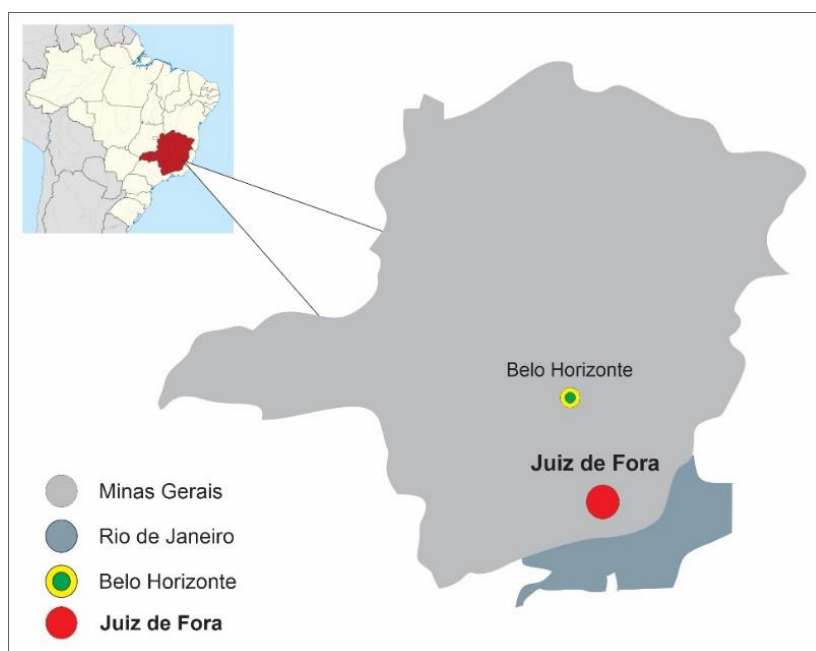 Belo Horizonte
Juiz de Fora
Minas Gerais
Rio de Janeiro
Belo Horizonte
Juiz de Fora